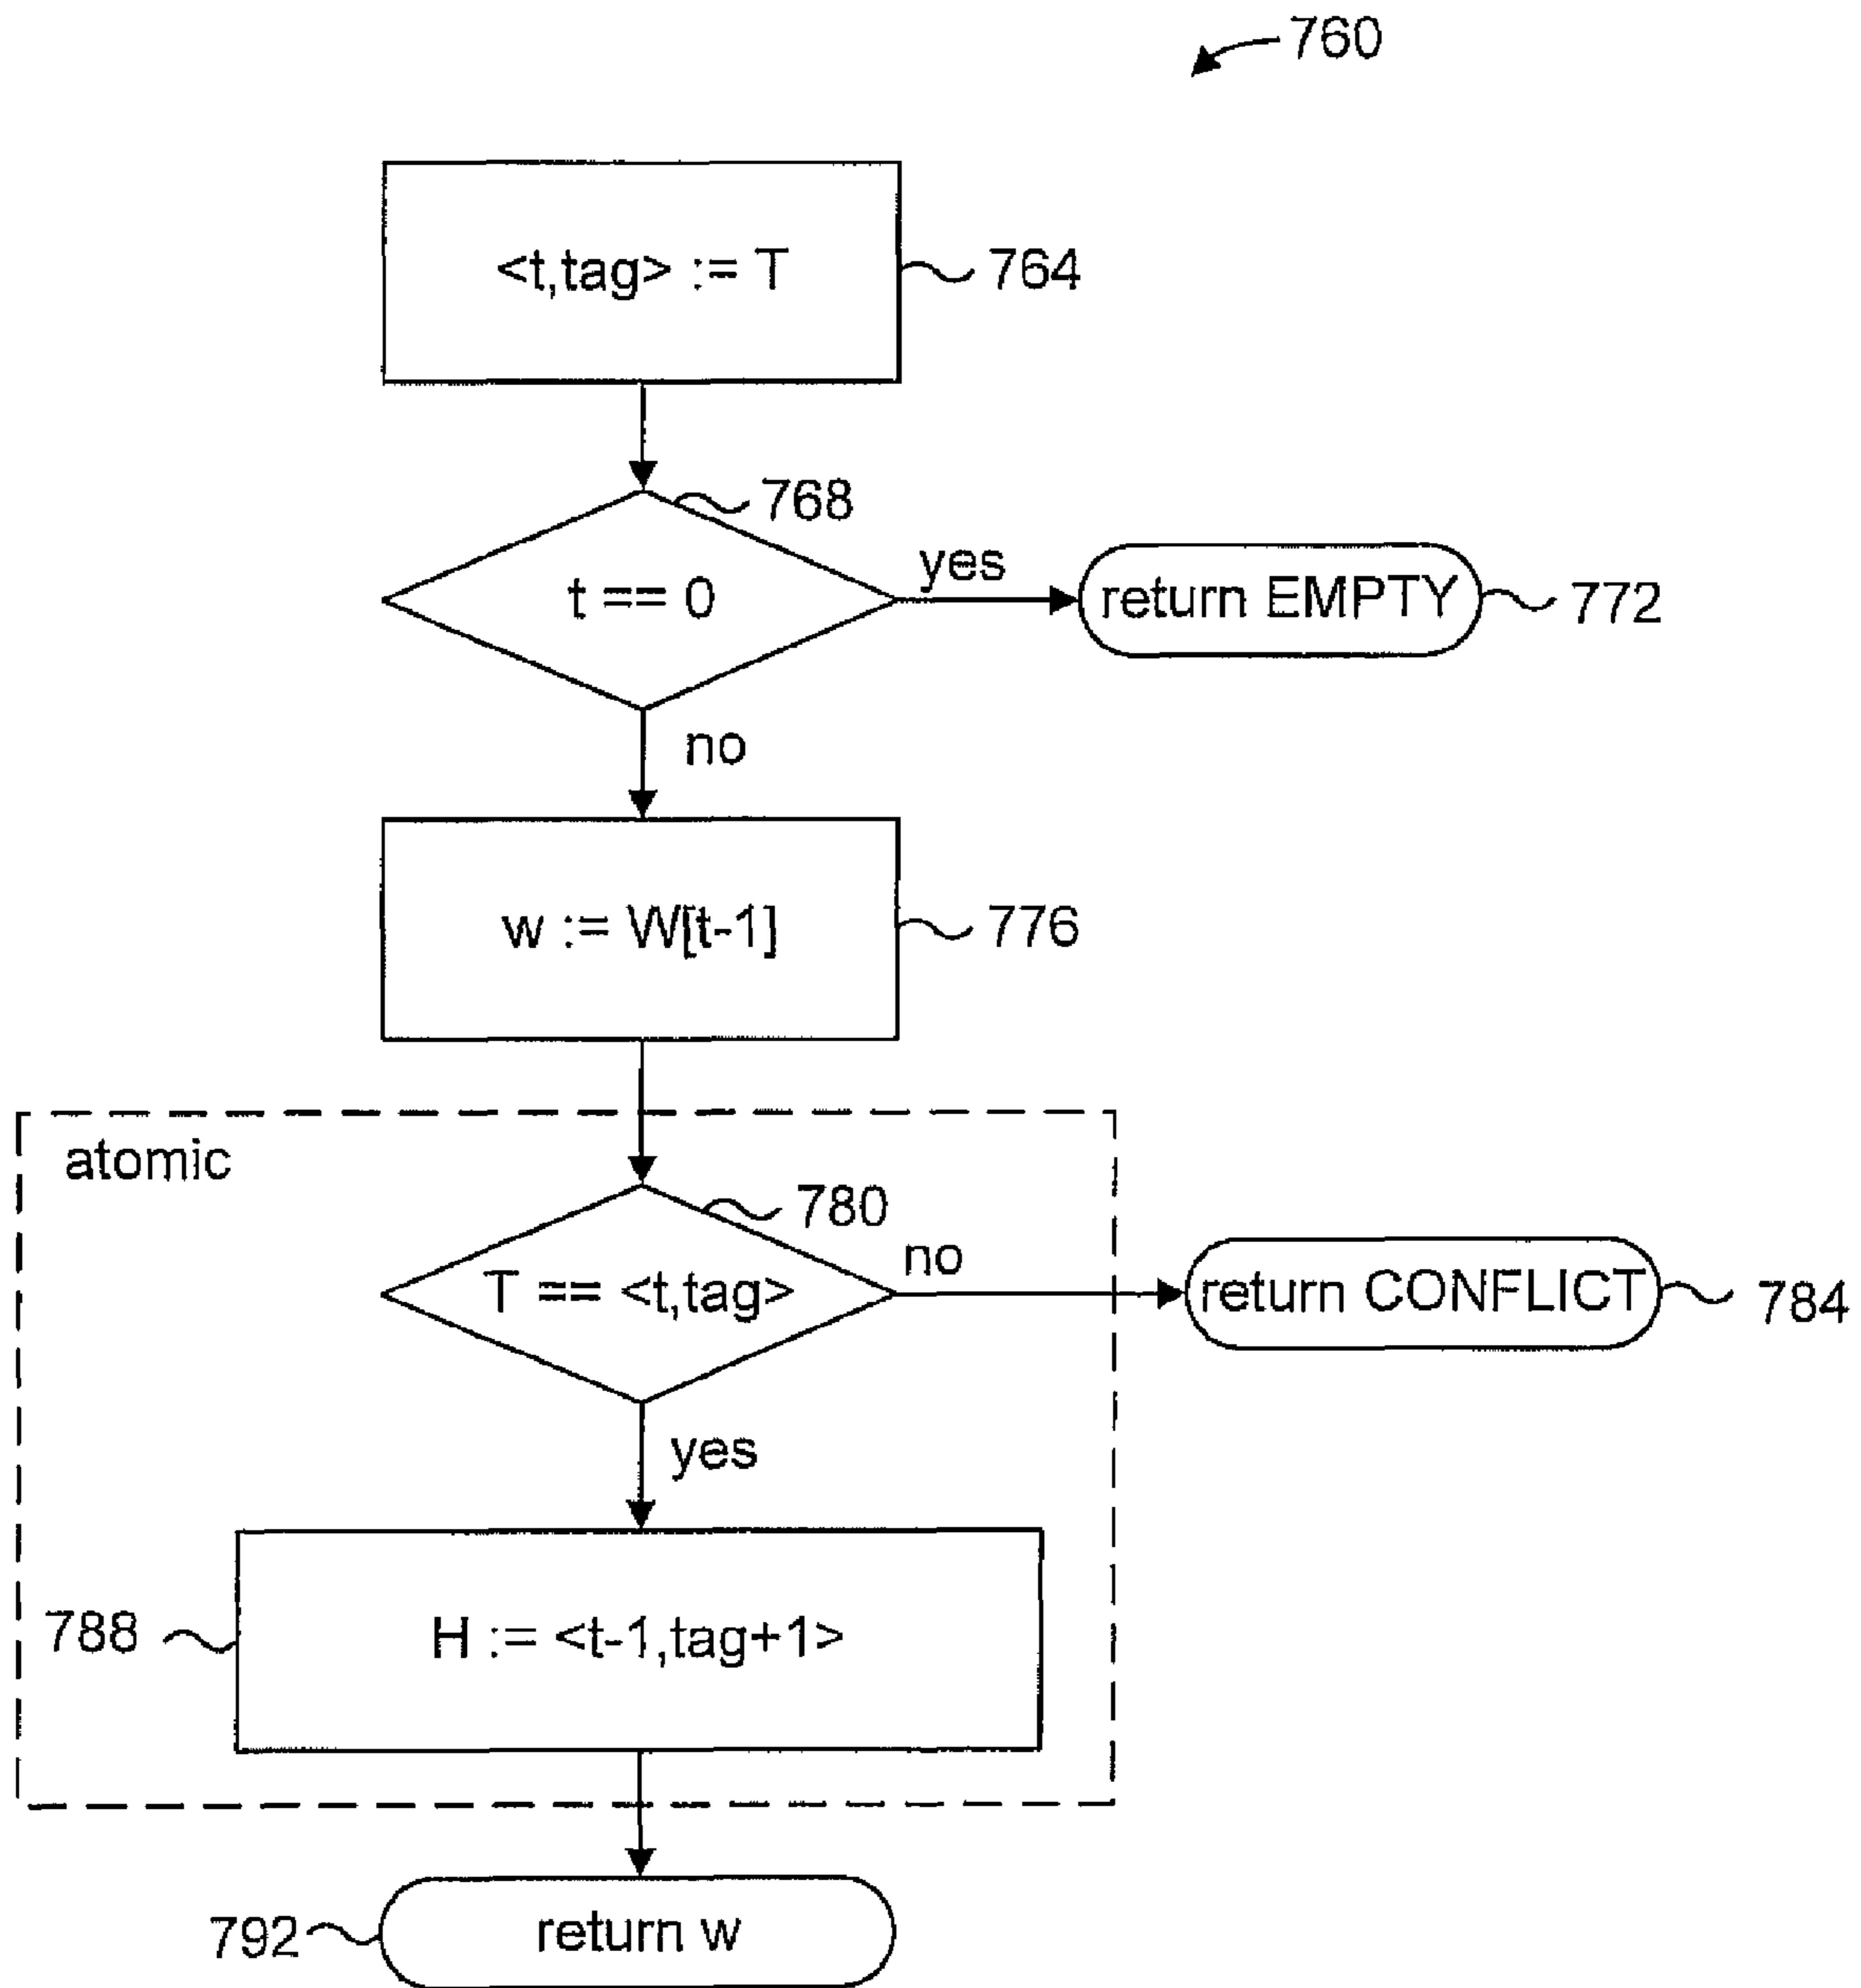 760
<t,tag> := T
764
768
t == 0
yes
return EMPTY
772
no
w := W[t-1]
776
atomic
780
T == <t,tag>
no
return CONFLICT
784
yes
788
H := <t-1,tag+1>
792
return w